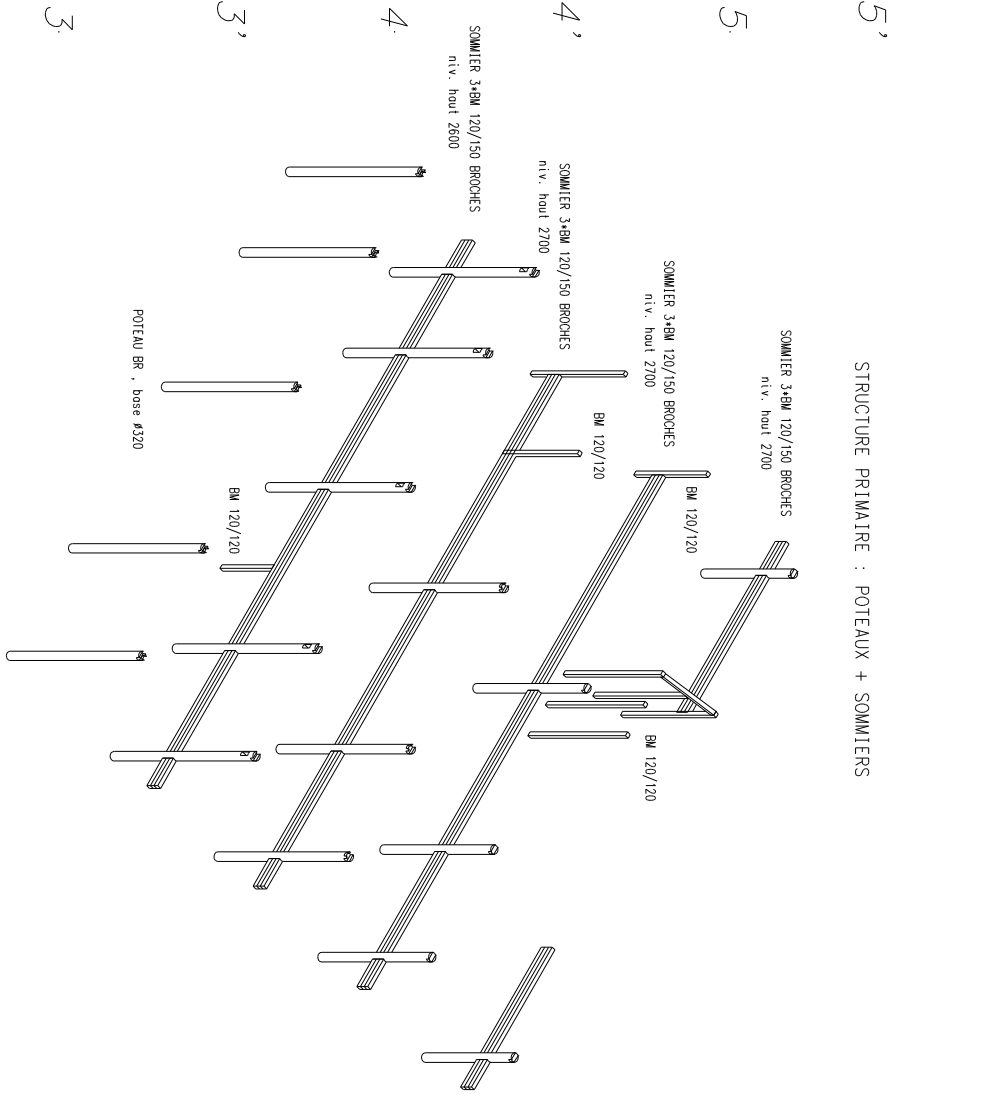 STRUCTURE PRIMAIRE : POTEAUX + SOMMIERS
5'
5.
4'
4.
3'
3.
SOMMIER 3*BM 120/150 BROCHES
niv. haut 2700
SOMMIER 3*BM 120/150 BROCHES
niv. haut 2700
SOMMIER 3*BM 120/150 BROCHES
niv. haut 2700
SOMMIER 3*BM 120/150 BROCHES
niv. haut 2600
BM 120/120
BM 120/120
BM 120/120
BM 120/120
POTEAU BR , base Ø320